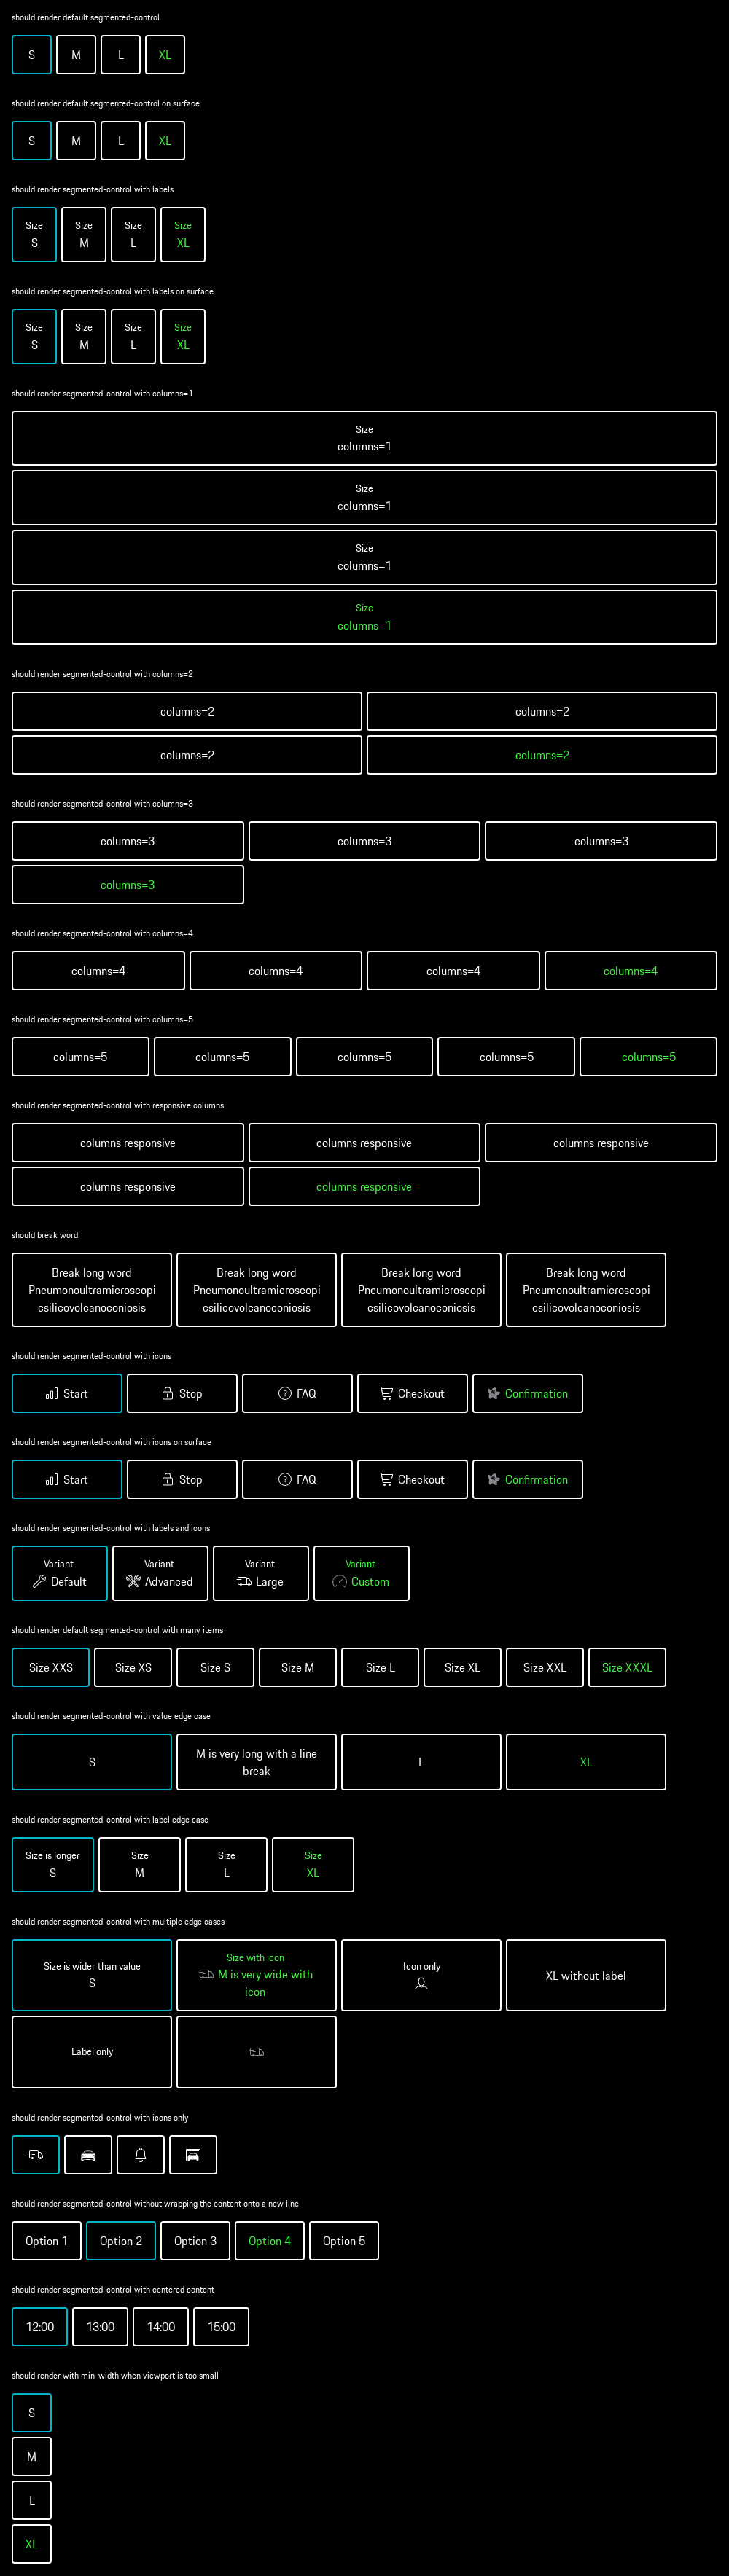 should render default segmented-control
S M L XL
should render default segmented-control on surface
S M L XL
should render segmented-control with labels
Size Size Size Size
S M L XL
should render segmented-control with labels on surface
Size Size Size Size
S M L XL
should render segmented-control with columns=1
Size
columns=1
Size
columns=1
Size
columns=1
Size
columns=1
should render segmented-control with columns=2
columns=2 columns=2
columns=2 columns=2
should render segmented-control with columns=3
columns=3 columns=3 columns=3
columns=3
should render segmented-control with columns=4
columns=4 columns=4 columns=4 columns=4
should render segmented-control with columns=5
columns=5 columns=5 columns=5 columns=5 columns=5
should render segmented-control with responsive columns
columns responsive columns responsive columns responsive
columns responsive columns responsive
should break word
Break long word Break long word Break long word Break long word
Pneumonoultramicroscopi Pneumonoultramicroscopi Pneumonoultramicroscopi Pneumonoultramicroscopi
csilicovolcanoconiosis csilicovolcanoconiosis csilicovolcanoconiosis csilicovolcanoconiosis
should render segmented-control with icons
Start Stop FAQ Checkout Confirmation
should render segmented-control with icons on surface
Start Stop FAQ Checkout Confirmation
should render segmented-control with labels and icons
Variant Variant Variant Variant
Default Advanced Large Custom
should render default segmented-control with many items
Size XXS Size XS Size S Size M Size L Size XL Size XXL Size XXXL
should render segmented-control with value edge case
S M is very long with a line L XL
break
should render segmented-control with label edge case
Size is longer Size Size Size
S M L XL
should render segmented-control with multiple edge cases
Size is wider than value
S
Size with icon
M is very wide with
icon
Icon only
XL without label
Label only
should render segmented-control with icons only
should render segmented-control without wrapping the content onto a new line
Option 1 Option 2 Option 3 Option 4 Option 5
should render segmented-control with centered content
12:00 13:00 14:00 15:00
should render with min-width when viewport is too small
S
M
L
XL